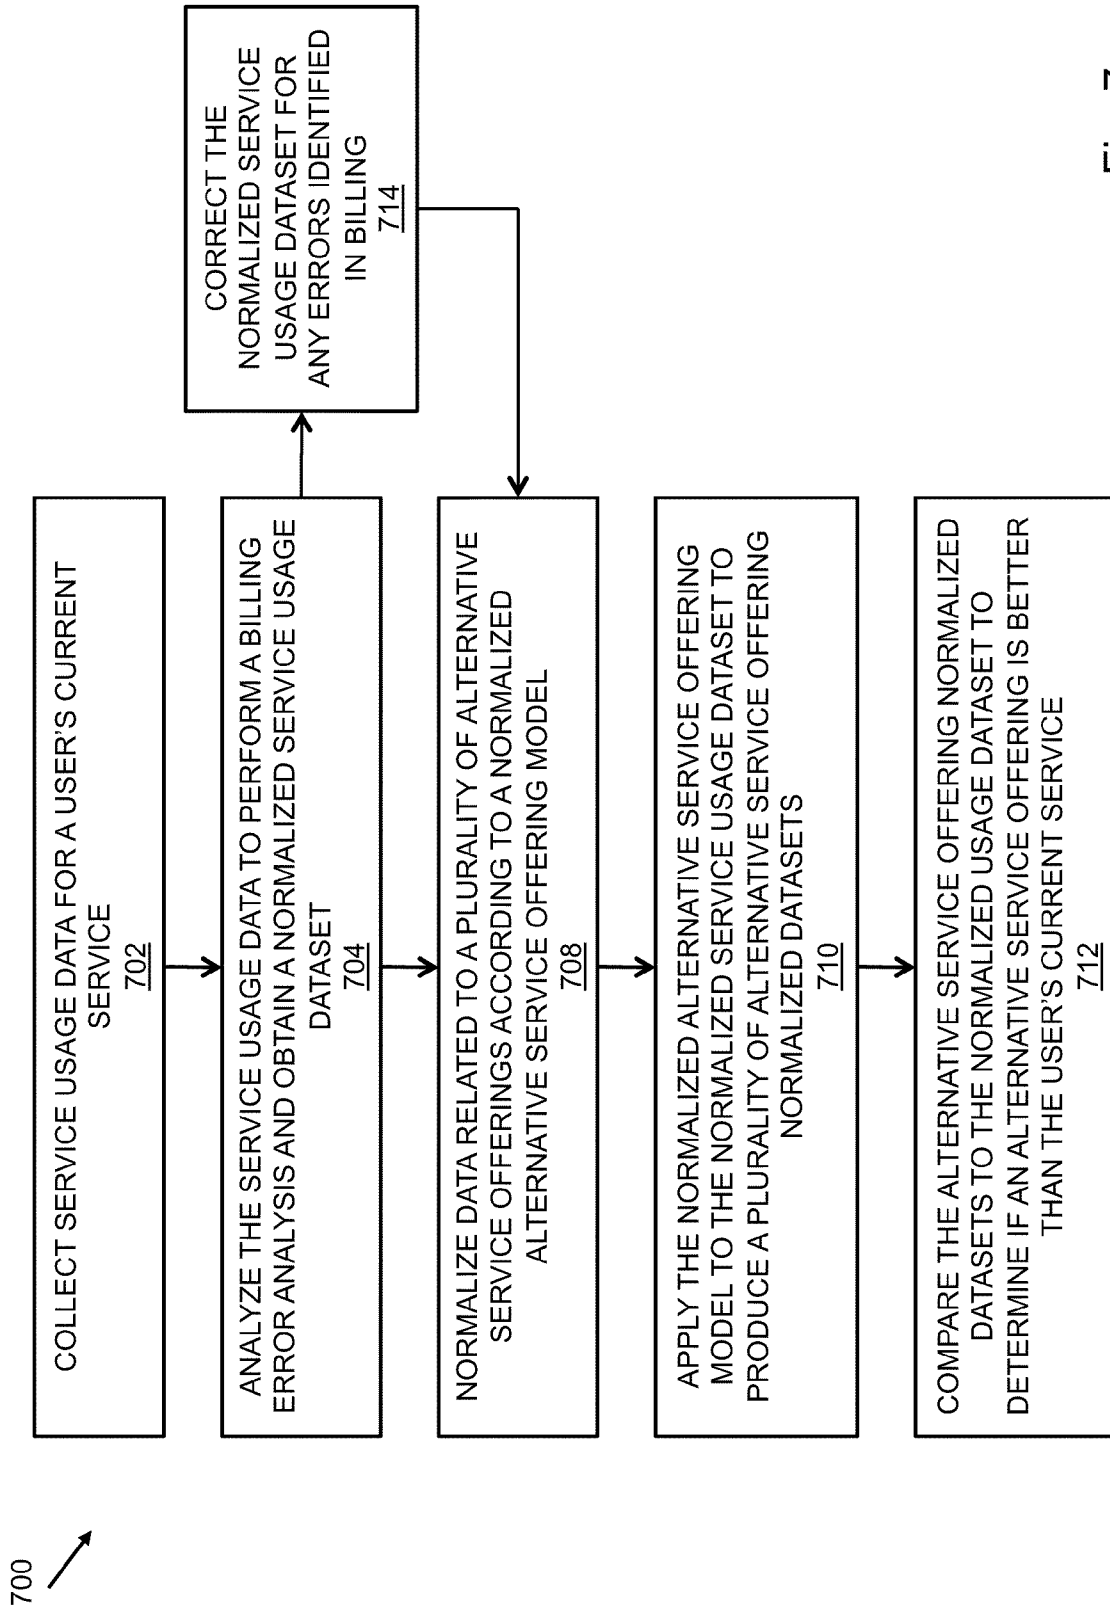 700
COLLECT SERVICE USAGE DATA FOR A USER'S CURRENT
SERVICE
702
ANALYZE THE SERVICE USAGE DATA TO PERFORM A BILLING
ERROR ANALYSIS AND OBTAIN A NORMALIZED SERVICE USAGE
DATASET
704
CORRECT THE
NORMALIZED SERVICE
USAGE DATASET FOR
ANY ERRORS IDENTIFIED
IN BILLING
714
NORMALIZE DATA RELATED TO A PLURALITY OF ALTERNATIVE
SERVICE OFFERINGS ACCORDING TO A NORMALIZED
ALTERNATIVE SERVICE OFFERING MODEL
708
APPLY THE NORMALIZED ALTERNATIVE SERVICE OFFERING
MODEL TO THE NORMALIZED SERVICE USAGE DATASET TO
PRODUCE A PLURALITY OF ALTERNATIVE SERVICE OFFERING
NORMALIZED DATASETS
710
COMPARE THE ALTERNATIVE SERVICE OFFERING NORMALIZED
DATASETS TO THE NORMALIZED USAGE DATASET TO
DETERMINE IF AN ALTERNATIVE SERVICE OFFERING IS BETTER
THAN THE USER'S CURRENT SERVICE
712